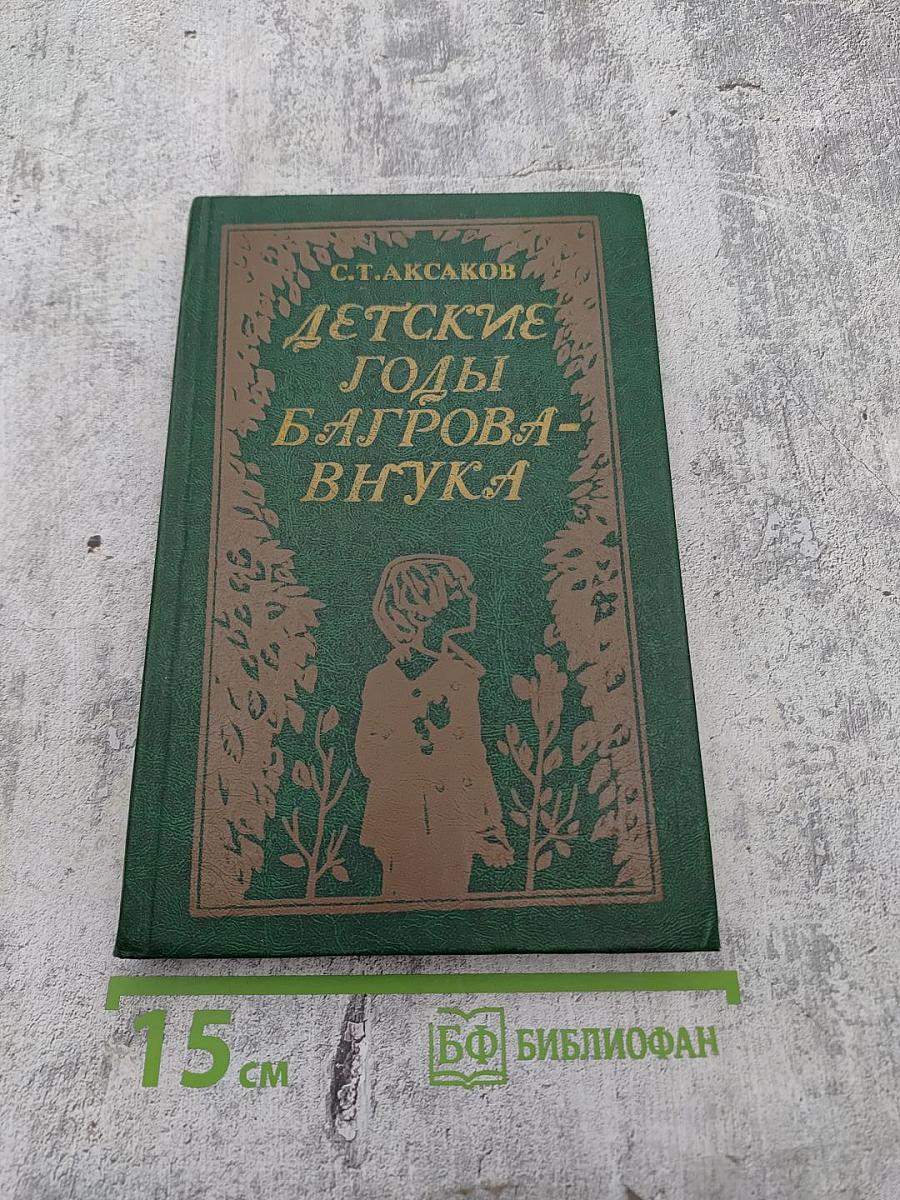 С.Т.АКСАКОВ
ДЕТСКИЕ
ГОДЫ
БАГРОВА-
ВНУКА
15 см
БФ БИБЛИОФАН